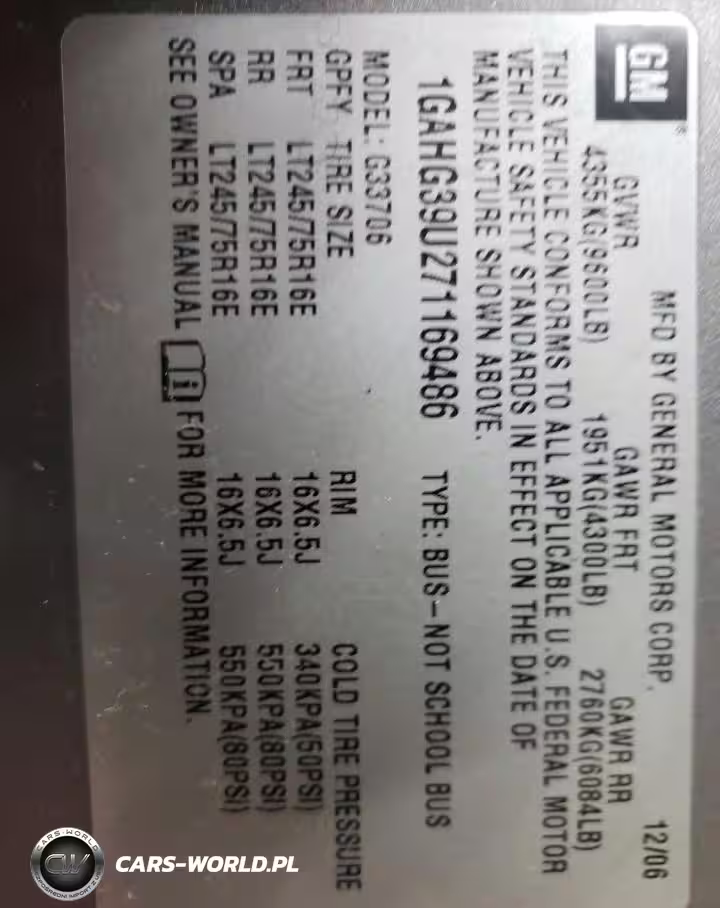 GM®
MFD BY GENERAL MOTORS CORP. 12/06
GVWR GAWR FRT GAWR RR
4355KG(9600LB) 1951KG(4300LB) 2760KG(6084LB)
THIS VEHICLE CONFORMS TO ALL APPLICABLE U.S. FEDERAL MOTOR
VEHICLE SAFETY STANDARDS IN EFFECT ON THE DATE OF
MANUFACTURE SHOWN ABOVE.
1GAHG39U271169486 TYPE: BUS-NOT SCHOOL BUS
MODEL: G33706
GPFY TIRE SIZE RIM COLD TIRE PRESSURE
FRT LT245/75R16E 16X6.5J 340KPA(50PSI)
RR LT245/75R16E 16X6.5J 550KPA(80PSI)
SPA LT245/75R16E 16X6.5J 550KPA(80PSI)
SEE OWNER'S MANUAL FOR MORE INFORMATION.
CARS-WORLD
CW
CARS-WORLD.PL